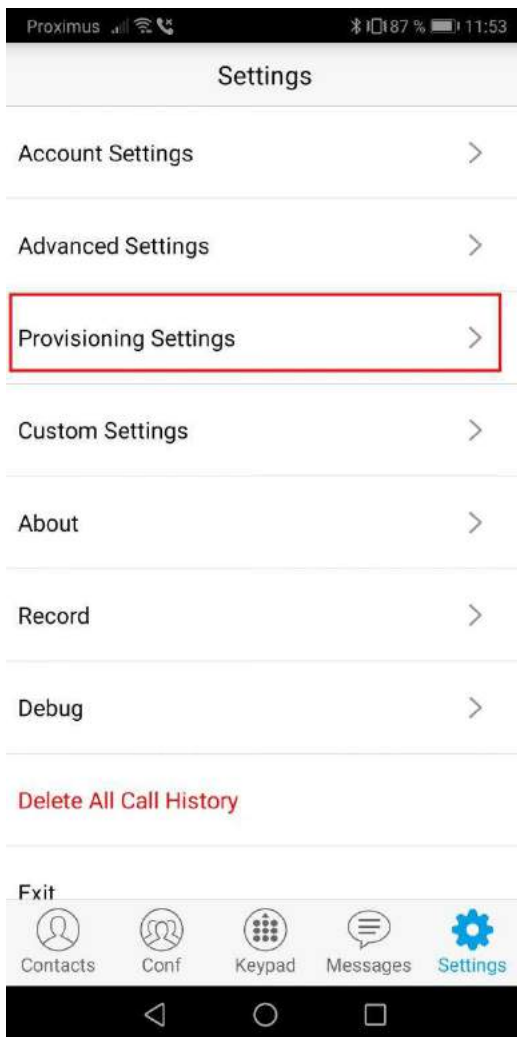 Proximus 87 % 11:53
Settings
Account Settings
Advanced Settings
Provisioning Settings
Custom Settings
About
Record
Debug
Delete All Call History
Exit
Contacts Conf Keypad Messages Settings